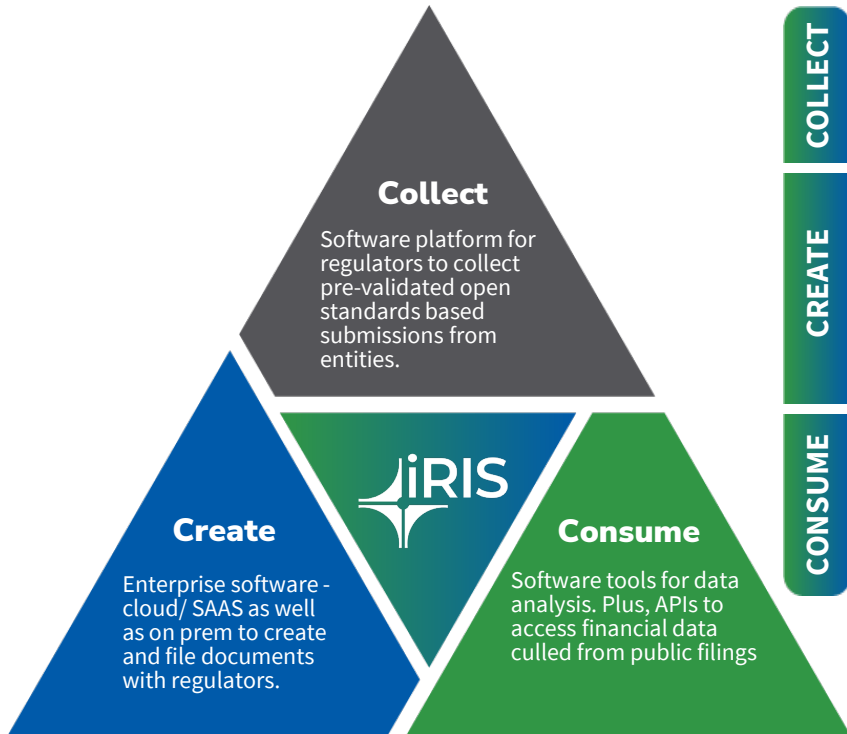 Collect
Software platform for
regulators to collect
pre-validated open
standards based
submissions from
entities.
iRIS
Create
Enterprise software -
cloud/ SAAS as well
as on prem to create
and file documents
with regulators.
Consume
Software tools for data
analysis. Plus, APIs to
access financial data
culled from public filings
COLLECT
CREATE
CONSUME